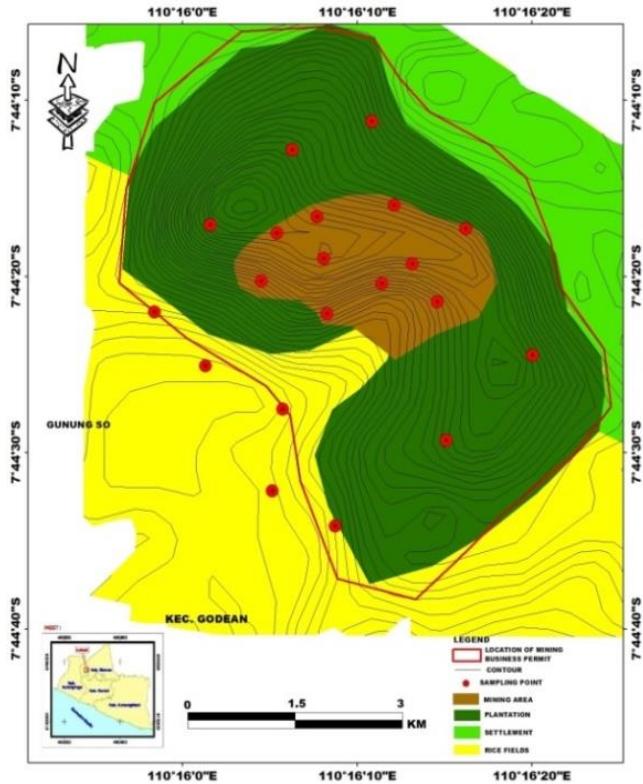 110°16'0"E
110°16'10"E
110°16'20"E
N
7°44'10"S
7°44'10"S
7°44'20"S
7°44'20"S
GUNUNG SO
7°44'30"S
7°44'30"S
KEC. GODEAN
7°44'40"S
7°44'40"S
LEGEND
LOCATION OF MINING
BUSINESS PERMIT
CONTOUR
SAMPLING POINT
MINING AREA
PLANTATION
SETTLEMENT
RICE FIELDS
0 1.5 3
KM
110°16'0"E
110°16'10"E
110°16'20"E